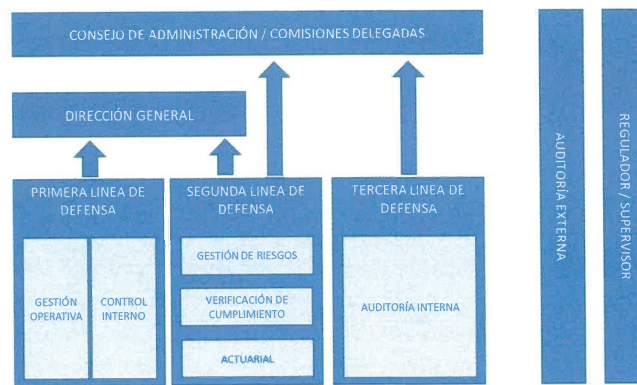 CONSEJO DE ADMINISTRACIÓN / COMISIONES DELEGADAS
DIRECCIÓN GENERAL
PRIMERA LINEA DE
DEFENSA
GESTIÓN
OPERATIVA
CONTROL
INTERNO
SEGUNDA LINEA DE
DEFENSA
GESTIÓN DE RIESGOS
VERIFICACIÓN DE
CUMPLIMIENTO
ACTUARIAL
TERCERA LINEA DE
DEFENSA
AUDITORÍA INTERNA
AUDITORÍA EXTERNA
REGULADOR / SUPERVISOR